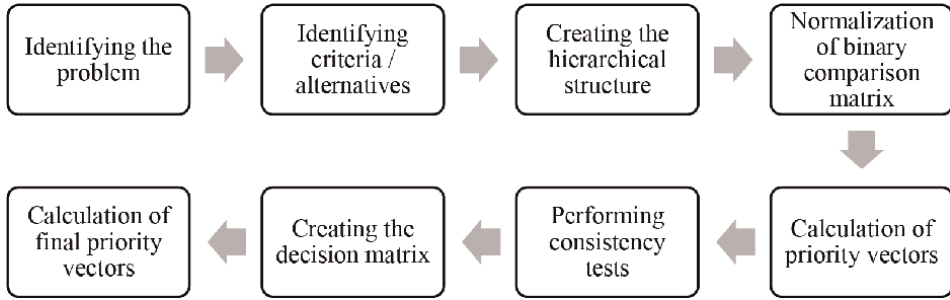 Identifying the
problem
Identifying
criteria /
alternatives
Creating the
hierarchical
structure
Normalization
of binary
comparison
matrix
Calculation of
priority vectors
Performing
consistency
tests
Creating the
decision matrix
Calculation of
final priority
vectors